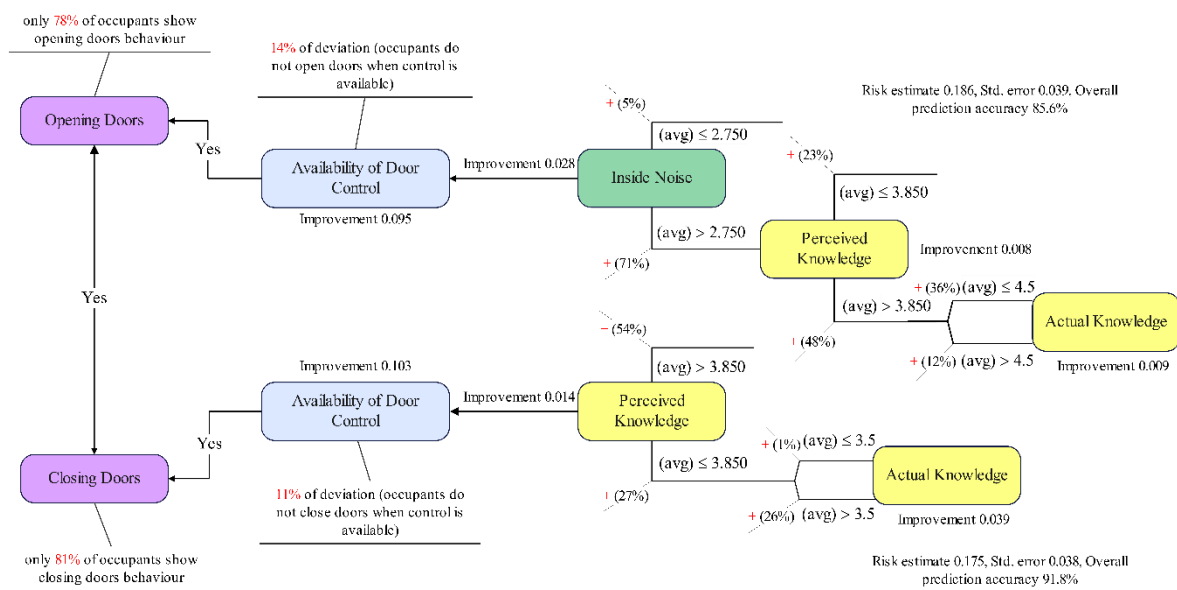 only 78% of occupants show
opening doors behaviour
14% of deviation (occupants do
not open doors when control is
available)
Risk estimate 0.186, Std. error 0.039, Overall
prediction accuracy 85.6%
Opening Doors
Yes
Availability of Door
Control
Improvement 0.095
Improvement 0.028
Inside Noise
+ (5%)
(avg) ≤ 2.750
(avg) > 2.750
+ (71%)
+ (23%)
(avg) ≤ 3.850
Perceived
Knowledge
Improvement 0.008
(avg) > 3.850
+ (48%)
+ (36%)
(avg) ≤ 4.5
Actual Knowledge
+ (12%)
(avg) > 4.5
Improvement 0.009
Yes
− (54%)
(avg) > 3.850
Improvement 0.103
Availability of Door
Control
Improvement 0.014
Perceived
Knowledge
Yes
(avg) ≤ 3.850
+ (27%)
+ (1%)
(avg) ≤ 3.5
Actual Knowledge
+ (26%)
(avg) > 3.5
Improvement 0.039
Closing Doors
11% of deviation (occupants do
not close doors when control is
available)
only 81% of occupants show
closing doors behaviour
Risk estimate 0.175, Std. error 0.038, Overall
prediction accuracy 91.8%